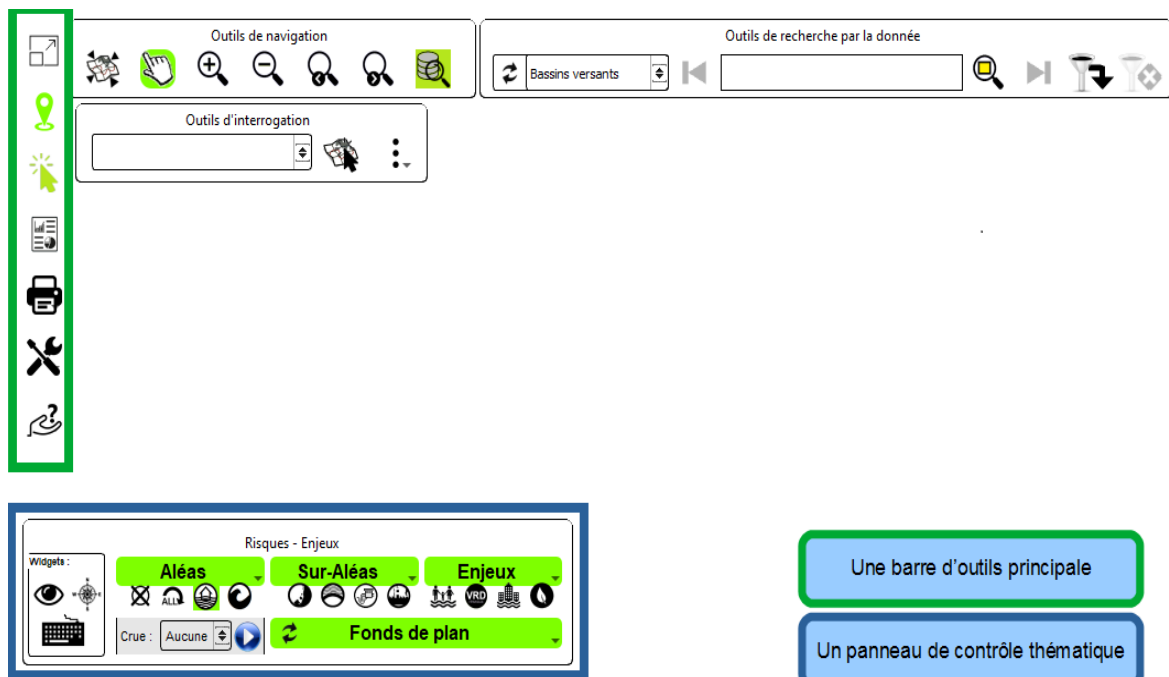 Outils de navigation
Outils de recherche par la donnée
Bassins versants
Outils d'interrogation
Risques - Enjeux
Widgets :
Aléas
Sur-Aléas
Enjeux
ALL
VRD
Crue :
Aucune
Fonds de plan
Une barre d'outils principale
Un panneau de contrôle thématique